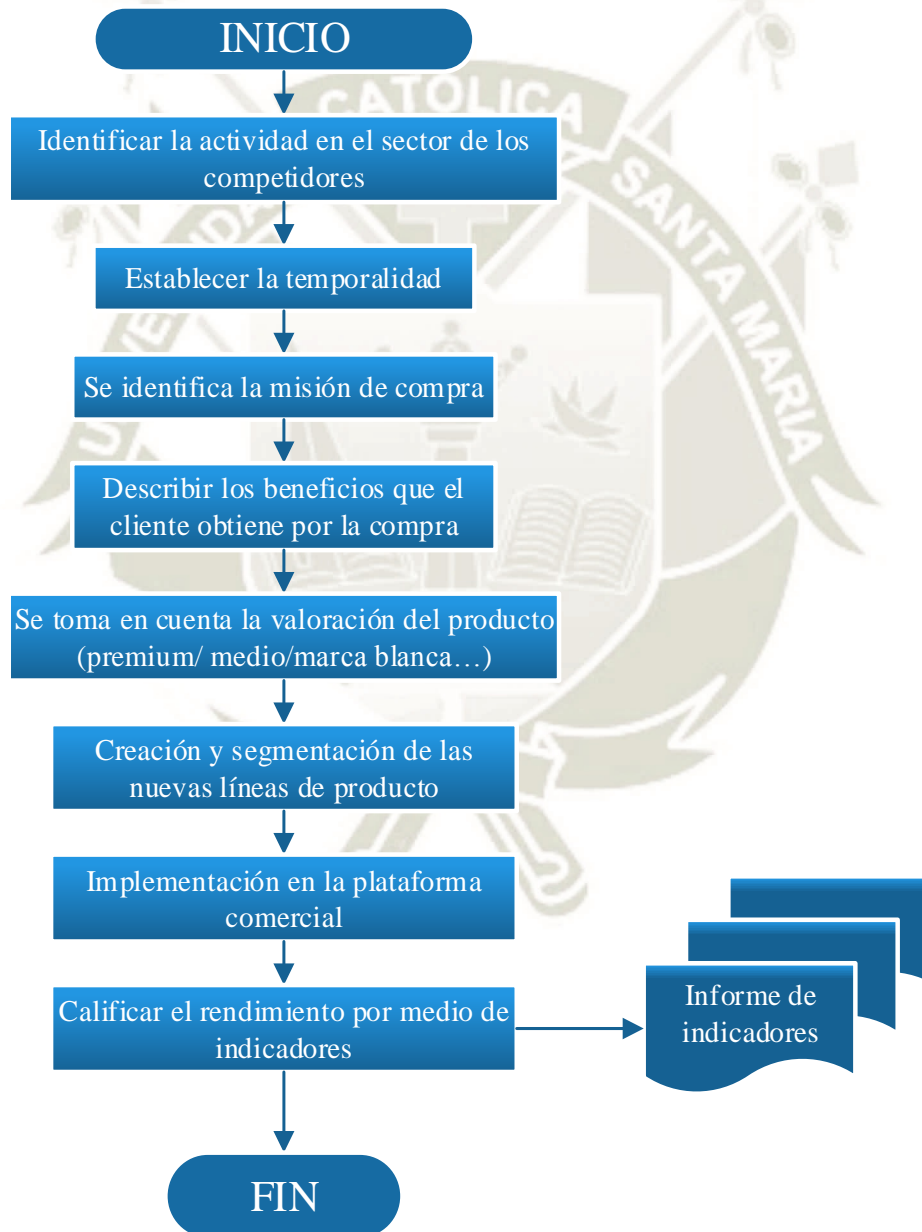 INICIO
CATOLICA
SANTA MARIA
Identificar la actividad en el sector de los
competidores
Establecer la temporalidad
Se identifica la misión de compra
Describir los beneficios que el
cliente obtiene por la compra
Se toma en cuenta la valoración del producto
(premium/ medio/marca blanca…)
Creación y segmentación de las
nuevas líneas de producto
Implementación en la plataforma
comercial
Calificar el rendimiento por medio de
indicadores
Informe de
indicadores
FIN